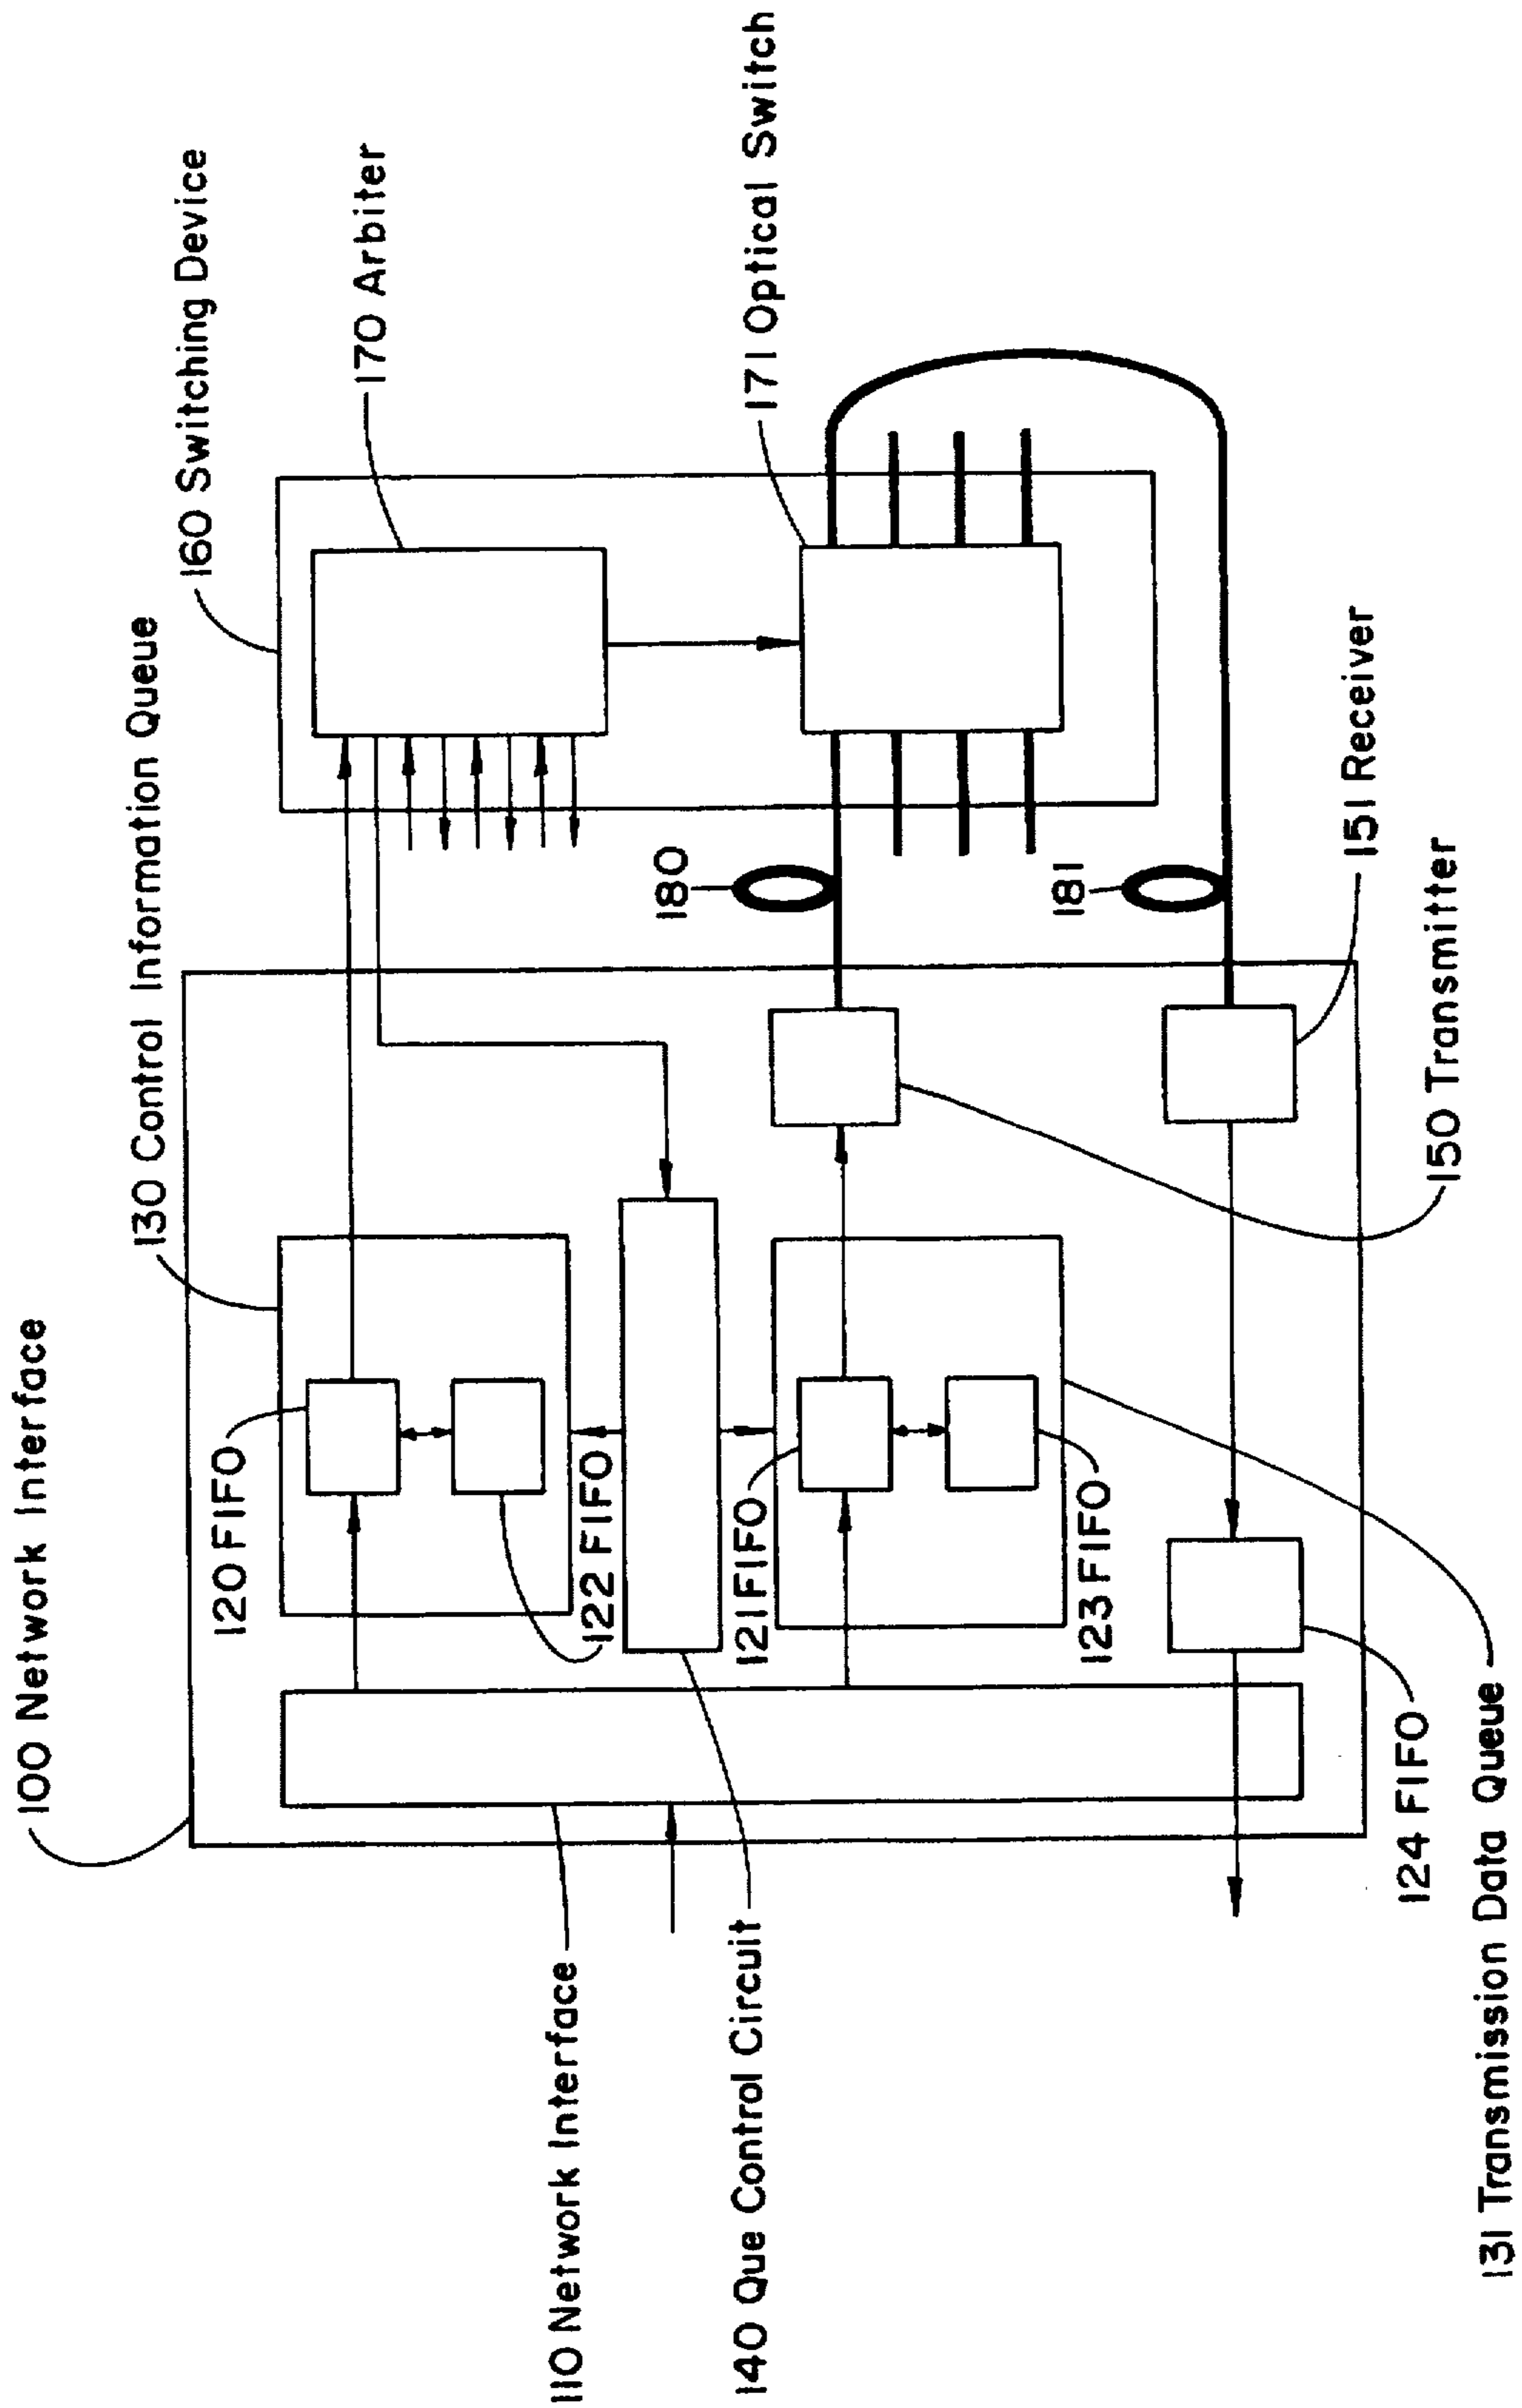 100 Network Interface
130 Control Information Queue
160 Switching Device
120 FIFO
170 Arbiter
110 Network Interface
122 FIFO
180
140 Que Control Circuit
121 FIFO
171 Optical Switch
123 FIFO
181
151 Receiver
124 FIFO
150 Transmitter
131 Transmission Data Queue